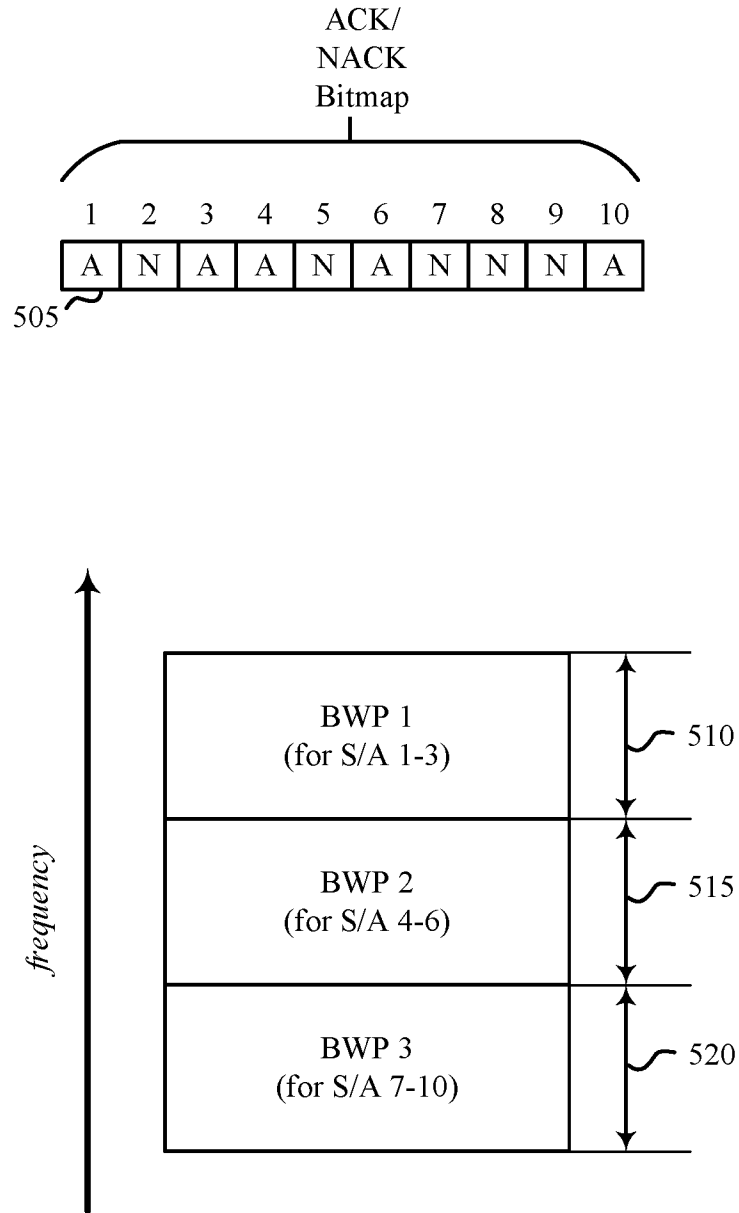 ACK/
NACK
Bitmap
1 2 3 4 5 6 7 8 9 10
A N A A N A N N N A
505
BWP 1
(for S/A 1-3)
510
BWP 2
(for S/A 4-6)
515
frequency
BWP 3
(for S/A 7-10)
520